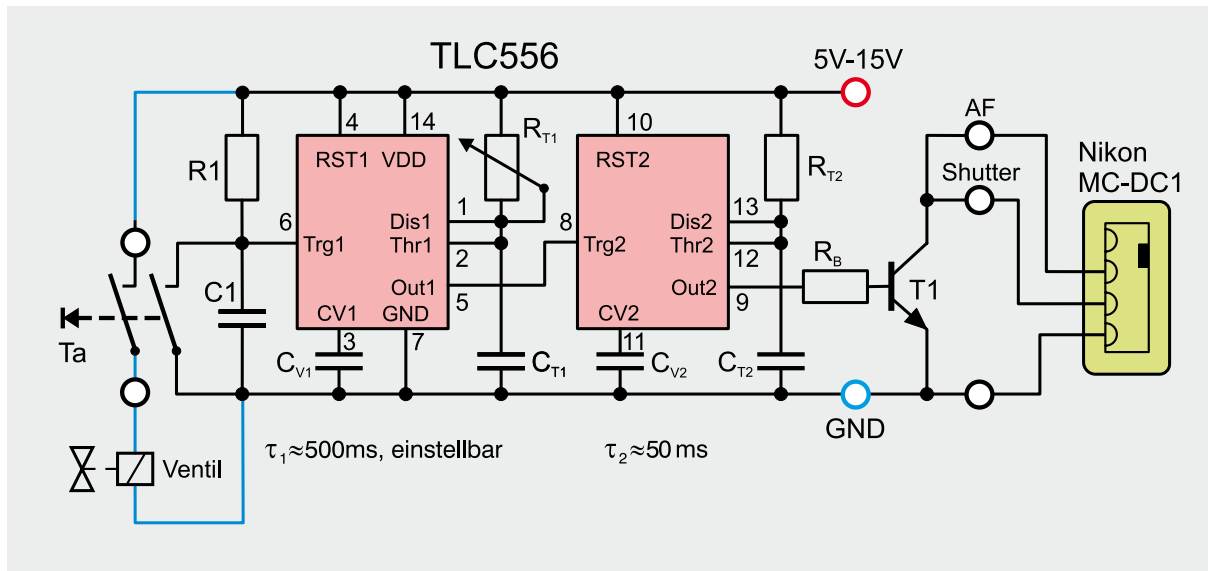 TLC556
5V-15V
4
14
10
R1
RST1
VDD
R_T1
RST2
R_T2
AF
Shutter
Nikon
MC-DC1
6
Trg1
1
Dis1
Thr1
2
8
Trg2
13
Dis2
Thr2
12
R_B
C1
Out1
5
Out2
9
T1
CV1
GND
CV2
Ta
3
7
11
C_V1
C_T1
C_V2
C_T2
GND
τ₁≈500ms, einstellbar
τ₂≈50 ms
Ventil